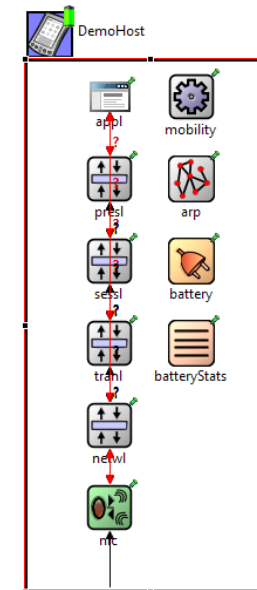 DemoHost
appl
mobility
?
?
presl
arp
?
?
?
?
sessl
battery
?
?
tranl
batteryStats
?
netwl
nic